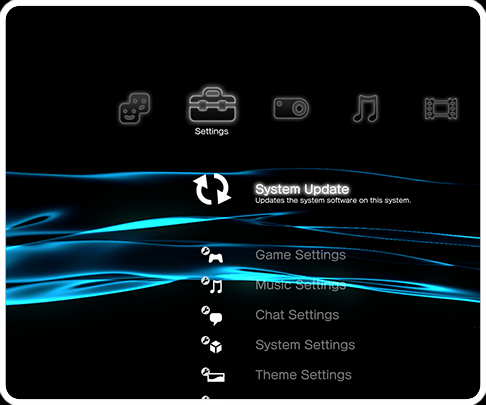 Settings
System Update
Updates the system software on this system.
Game Settings
Music Settings
Chat Settings
System Settings
Theme Settings